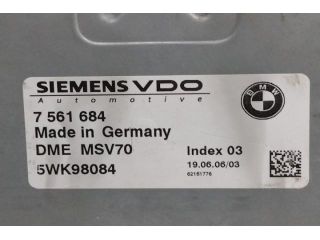 SIEMENS VDO
Automotive
BMW
7 561 684
Made in Germany
DME MSV70
Index 03
5WK98084
19.06.06/03
62161776